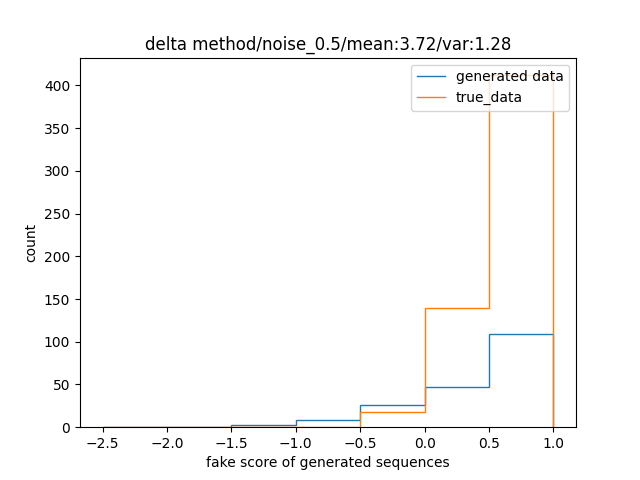 delta method/noise_0.5/mean:3.72/var:1.28
generated data
true_data
400
350
300
250
200
150
100
50
0
count
−2.5 −2.0 −1.5 −1.0 −0.5 0.0 0.5 1.0
fake score of generated sequences